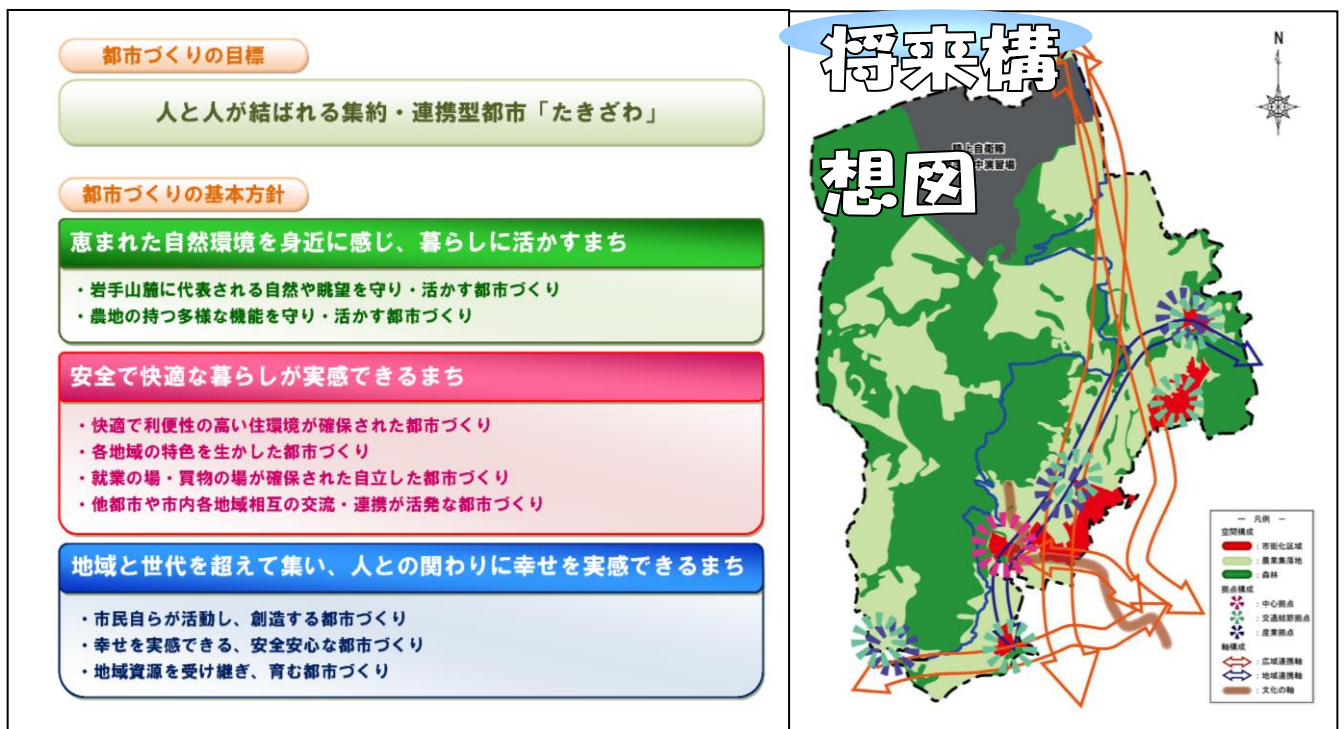 都市づくりの目標
人と人が結ばれる集約・連携型都市「たきざわ」
都市づくりの基本方針
恵まれた自然環境を身近に感じ、暮らしに活かすまち
・岩手山麓に代表される自然や眺望を守り・活かす都市づくり
・農地の持つ多様な機能を守り・活かす都市づくり
安全で快適な暮らしが実感できるまち
・快適で利便性の高い住環境が確保された都市づくり
・各地域の特色を生かした都市づくり
・就業の場・買物の場が確保された自立した都市づくり
・他都市や市内各地域相互の交流・連携が活発な都市づくり
地域と世代を超えて集い、人との関わりに幸せを実感できるまち
・市民自らが活動し、創造する都市づくり
・幸せを実感できる、安全安心な都市づくり
・地域資源を受け継ぎ、育む都市づくり
将来構
想図
N
陸上自衛隊
中演習場
－ 凡例 －
空間構成
：市街化区域
：農業集落地
：森林
拠点構成
：中心拠点
：交通結節拠点
：産業拠点
軸構成
：広域連携軸
：地域連携軸
：文化の軸